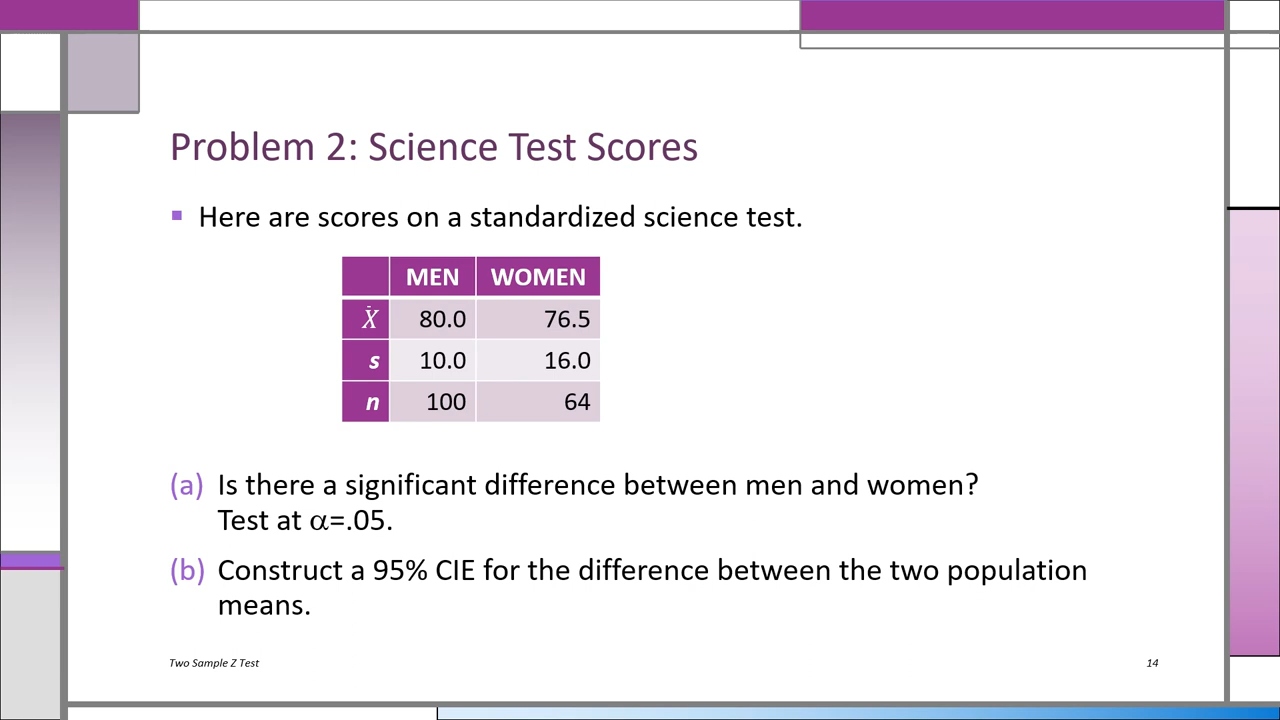 Problem 2: Science Test Scores
▪ Here are scores on a standardized science test.
MEN WOMEN
X̄ 80.0 76.5
s 10.0 16.0
n 100 64
(a) Is there a significant difference between men and women?
Test at α=.05.
(b) Construct a 95% CIE for the difference between the two population
means.
Two Sample Z Test 14